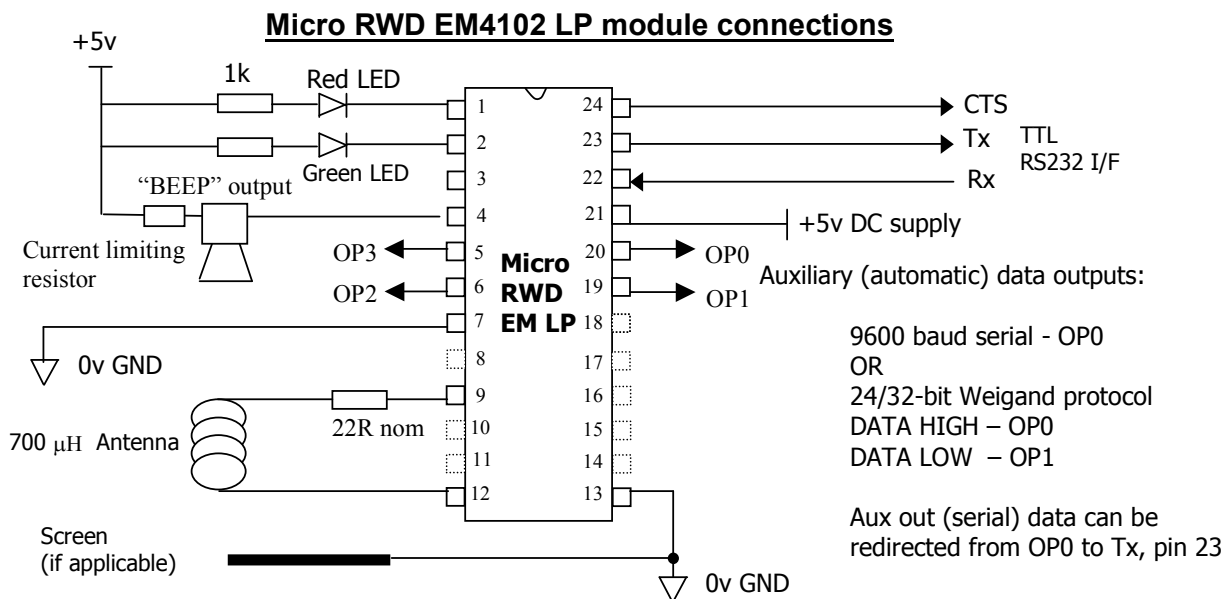 Micro RWD EM4102 LP module connections
+5v
1k
Red LED
Green LED
“BEEP” output
Current limiting
resistor
OP3
OP2
0v GND
700 μH Antenna
22R nom
Screen
(if applicable)
1
2
3
4
5
6
7
8
9
10
11
12
Micro
RWD
EM LP
24
23
22
21
20
19
18
17
16
15
14
13
CTS
Tx
Rx
TTL
RS232 I/F
+5v DC supply
OP0
OP1
Auxiliary (automatic) data outputs:
9600 baud serial - OP0
OR
24/32-bit Weigand protocol
DATA HIGH – OP0
DATA LOW – OP1
Aux out (serial) data can be
redirected from OP0 to Tx, pin 23
0v GND